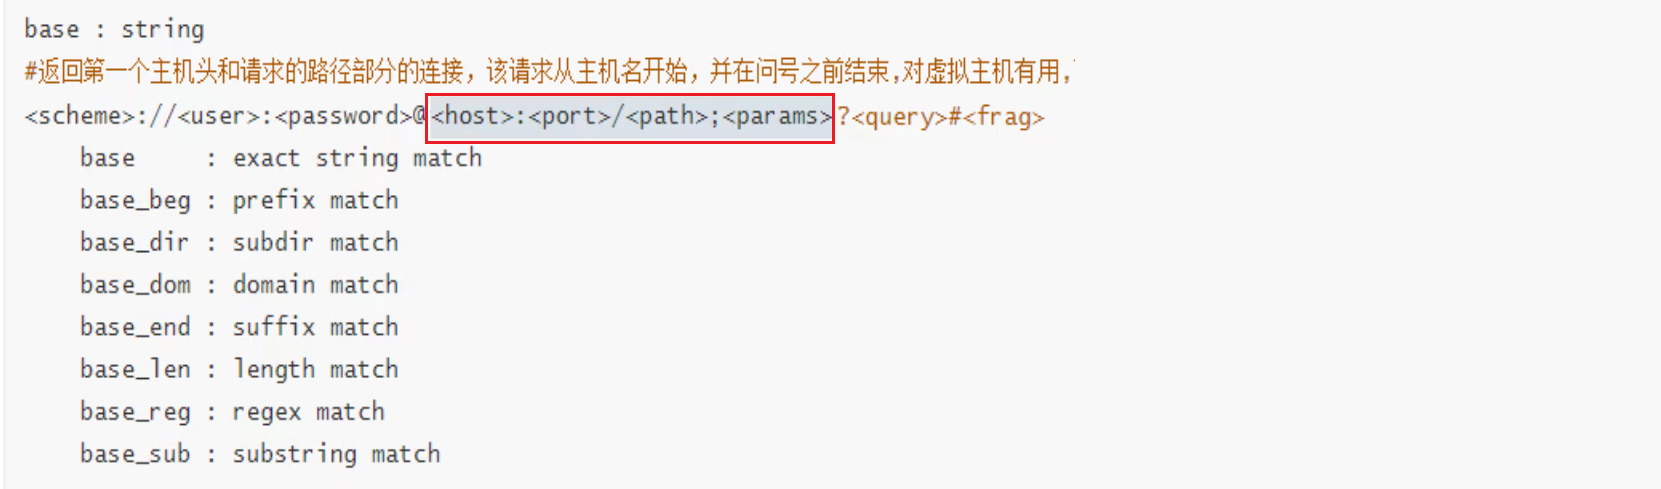 base : string
#返回第一个主机头和请求的路径部分的连接，该请求从主机名开始，并在问号之前结束,对虚拟主机有用,
<scheme>://<user>:<password>@<host>:<port>/<path>;<params>?<query>#<frag>
base : exact string match
base_beg : prefix match
base_dir : subdir match
base_dom : domain match
base_end : suffix match
base_len : length match
base_reg : regex match
base_sub : substring match